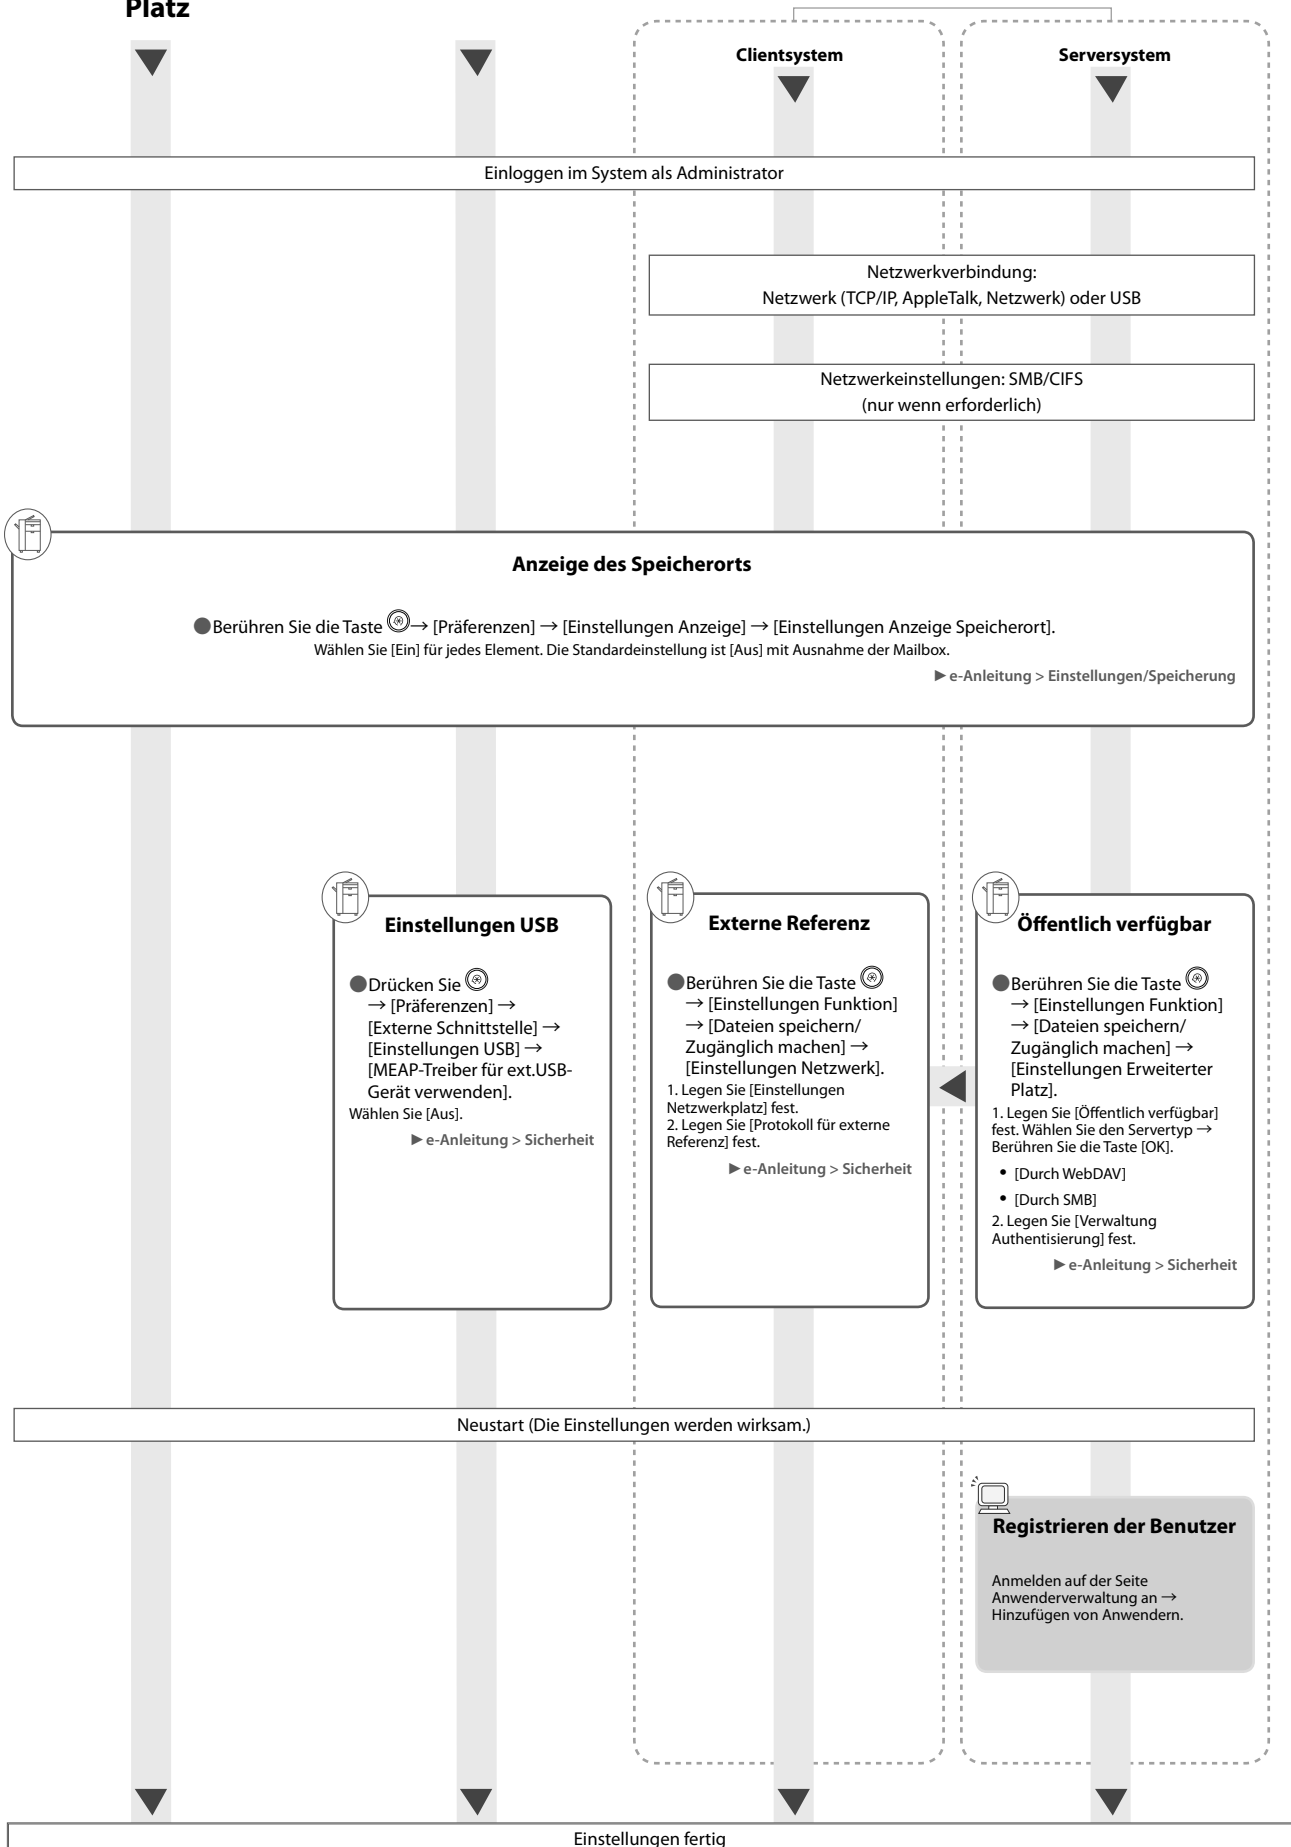 Platz
Clientsystem
Serversystem
Einloggen im System als Administrator
Netzwerkverbindung:
Netzwerk (TCP/IP, AppleTalk, Netzwerk) oder USB
Netzwerkeinstellungen: SMB/CIFS
(nur wenn erforderlich)
Anzeige des Speicherorts
●Berühren Sie die Taste → [Präferenzen] → [Einstellungen Anzeige] → [Einstellungen Anzeige Speicherort].
Wählen Sie [Ein] für jedes Element. Die Standardeinstellung ist [Aus] mit Ausnahme der Mailbox.
►e-Anleitung > Einstellungen/Speicherung
Einstellungen USB
●Drücken Sie
→ [Präferenzen] →
[Externe Schnittstelle] →
[Einstellungen USB] →
[MEAP-Treiber für ext.USB-
Gerät verwenden].
Wählen Sie [Aus].
►e-Anleitung > Sicherheit
Externe Referenz
●Berühren Sie die Taste
→ [Einstellungen Funktion]
→ [Dateien speichern/
Zugänglich machen] →
[Einstellungen Netzwerk].
1. Legen Sie [Einstellungen
Netzwerkplatz] fest.
2. Legen Sie [Protokoll für externe
Referenz] fest.
►e-Anleitung > Sicherheit
Öffentlich verfügbar
●Berühren Sie die Taste
→ [Einstellungen Funktion]
→ [Dateien speichern/
Zugänglich machen] →
[Einstellungen Erweiterter
Platz].
1. Legen Sie [Öffentlich verfügbar]
fest. Wählen Sie den Servertyp →
Berühren Sie die Taste [OK].
• [Durch WebDAV]
• [Durch SMB]
2. Legen Sie [Verwaltung
Authentisierung] fest.
►e-Anleitung > Sicherheit
Neustart (Die Einstellungen werden wirksam.)
Registrieren der Benutzer
Anmelden auf der Seite
Anwenderverwaltung an →
Hinzufügen von Anwendern.
Einstellungen fertig